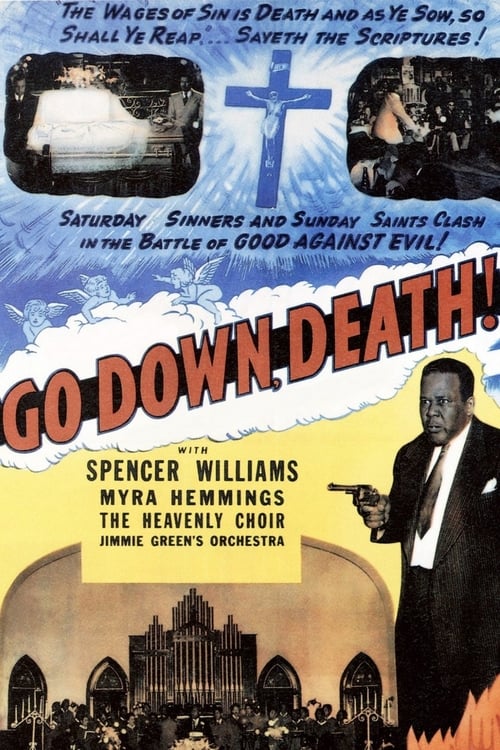 "THE WAGES OF SIN IS DEATH AND AS YE SOW, SO
SHALL YE REAP,"... SAYETH THE SCRIPTURES!
INRI
SATURDAY SINNERS AND SUNDAY SAINTS CLASH
IN THE BATTLE OF GOOD AGAINST EVIL!
GO DOWN, DEATH!
WITH
SPENCER WILLIAMS
MYRA HEMMINGS
THE HEAVENLY CHOIR
JIMMIE GREEN'S ORCHESTRA